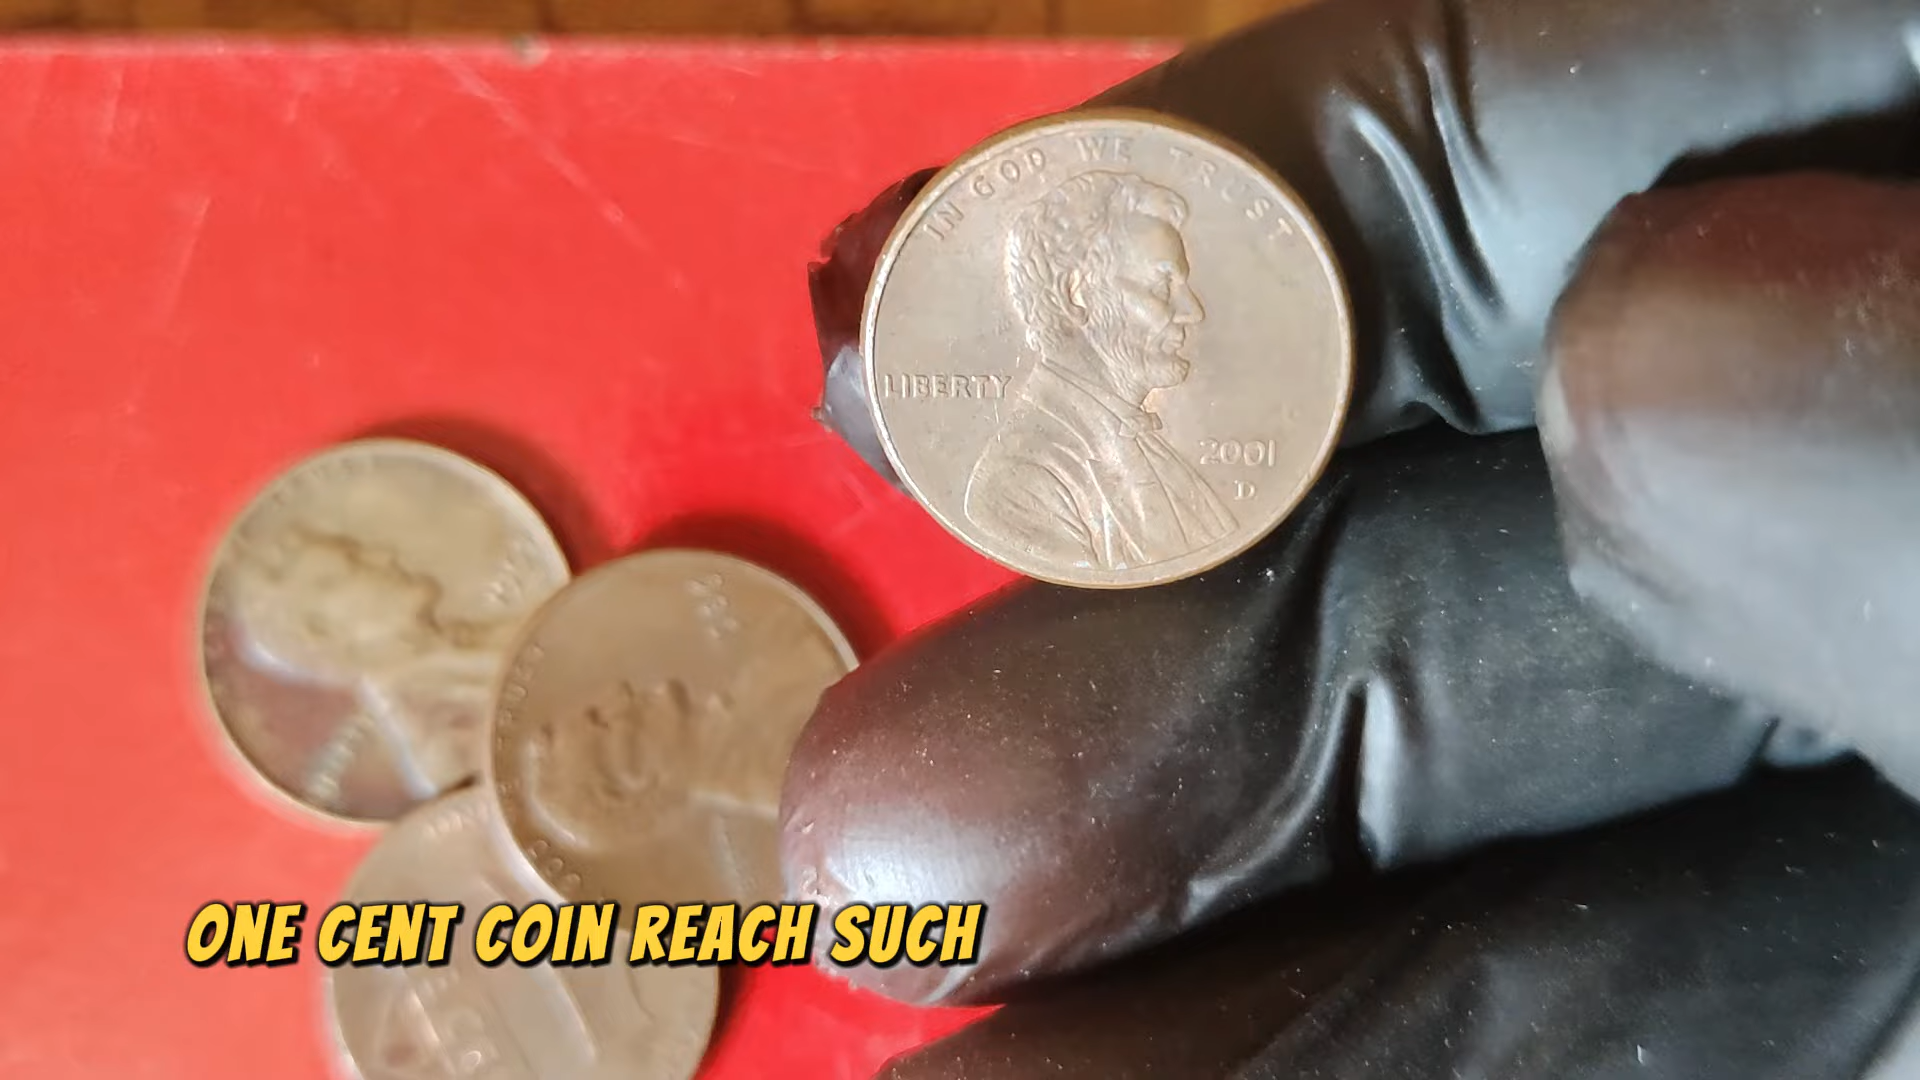 IN GOD WE TRUST
LIBERTY
2001
D
ONE CENT COIN REACH SUCH